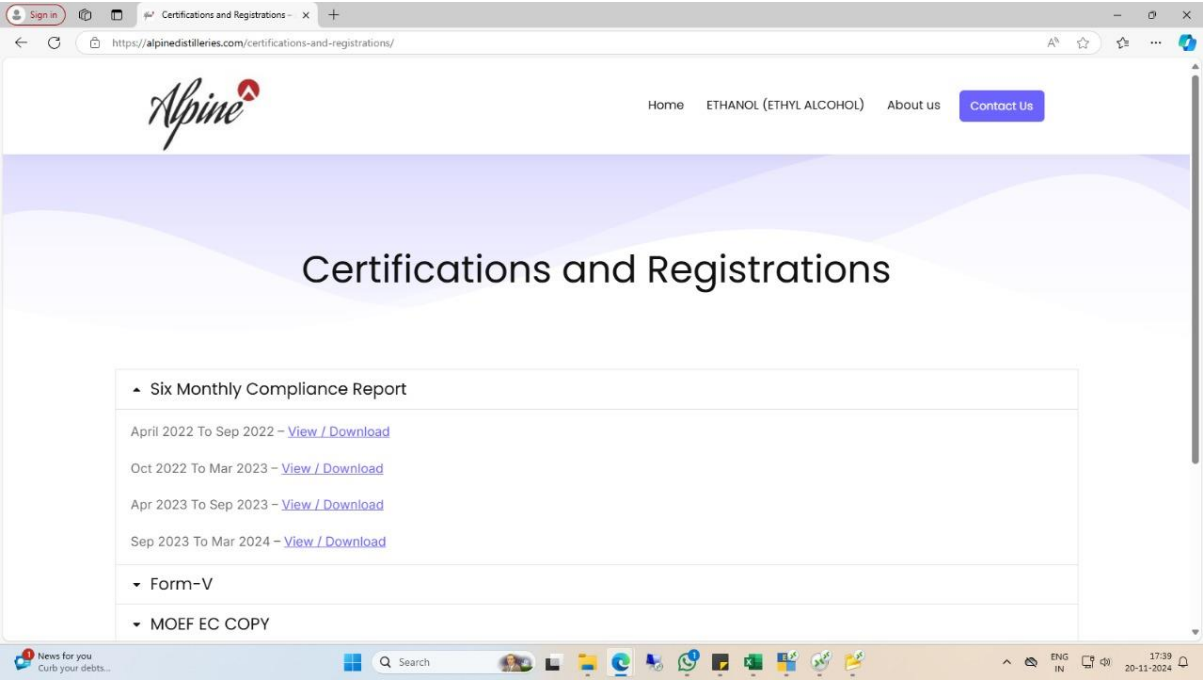 Sign in
Certifications and Registrations –
https://alpinedistilleries.com/certifications-and-registrations/
Alpine
Home ETHANOL (ETHYL ALCOHOL) About us Contact Us
Certifications and Registrations
Six Monthly Compliance Report
April 2022 To Sep 2022 – View / Download
Oct 2022 To Mar 2023 – View / Download
Apr 2023 To Sep 2023 – View / Download
Sep 2023 To Mar 2024 – View / Download
Form-V
MOEF EC COPY
News for you
Curb your debts...
Search
ENG
IN
17:39
20-11-2024